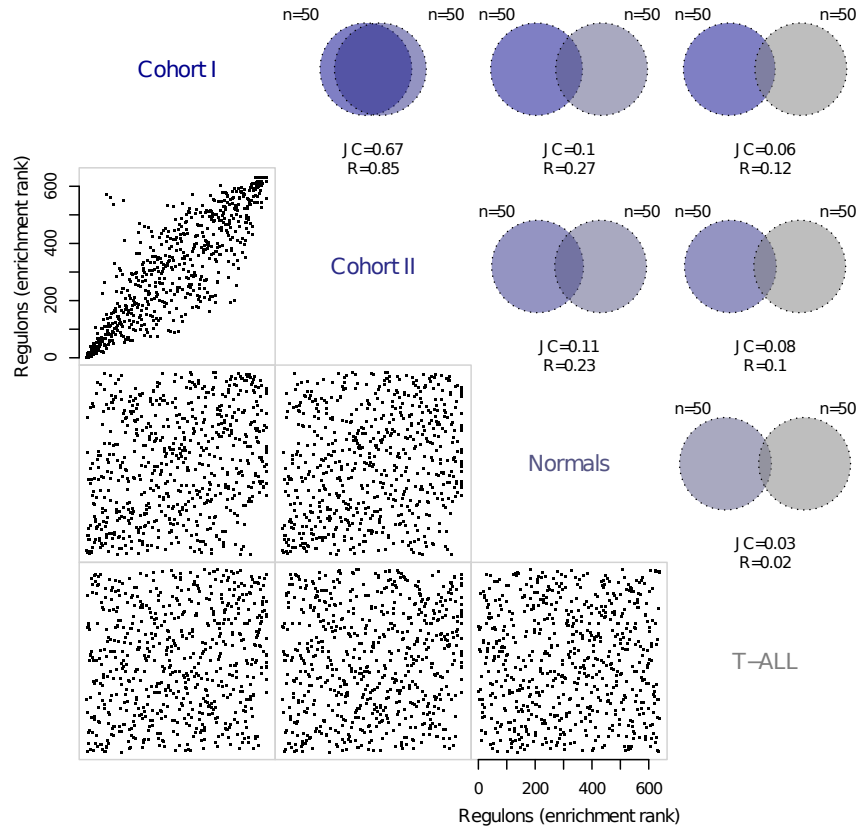 n=50 n=50 n=50 n=50 n=50 n=50
Cohort I
JC=0.67 JC=0.1 JC=0.06
R=0.85 R=0.27 R=0.12
Regulons (enrichment rank)
600
400
200
0
n=50 n=50 n=50 n=50
Cohort II
JC=0.11 JC=0.08
R=0.23 R=0.1
n=50 n=50
Normals
JC=0.03
R=0.02
T−ALL
0 200 400 600
Regulons (enrichment rank)